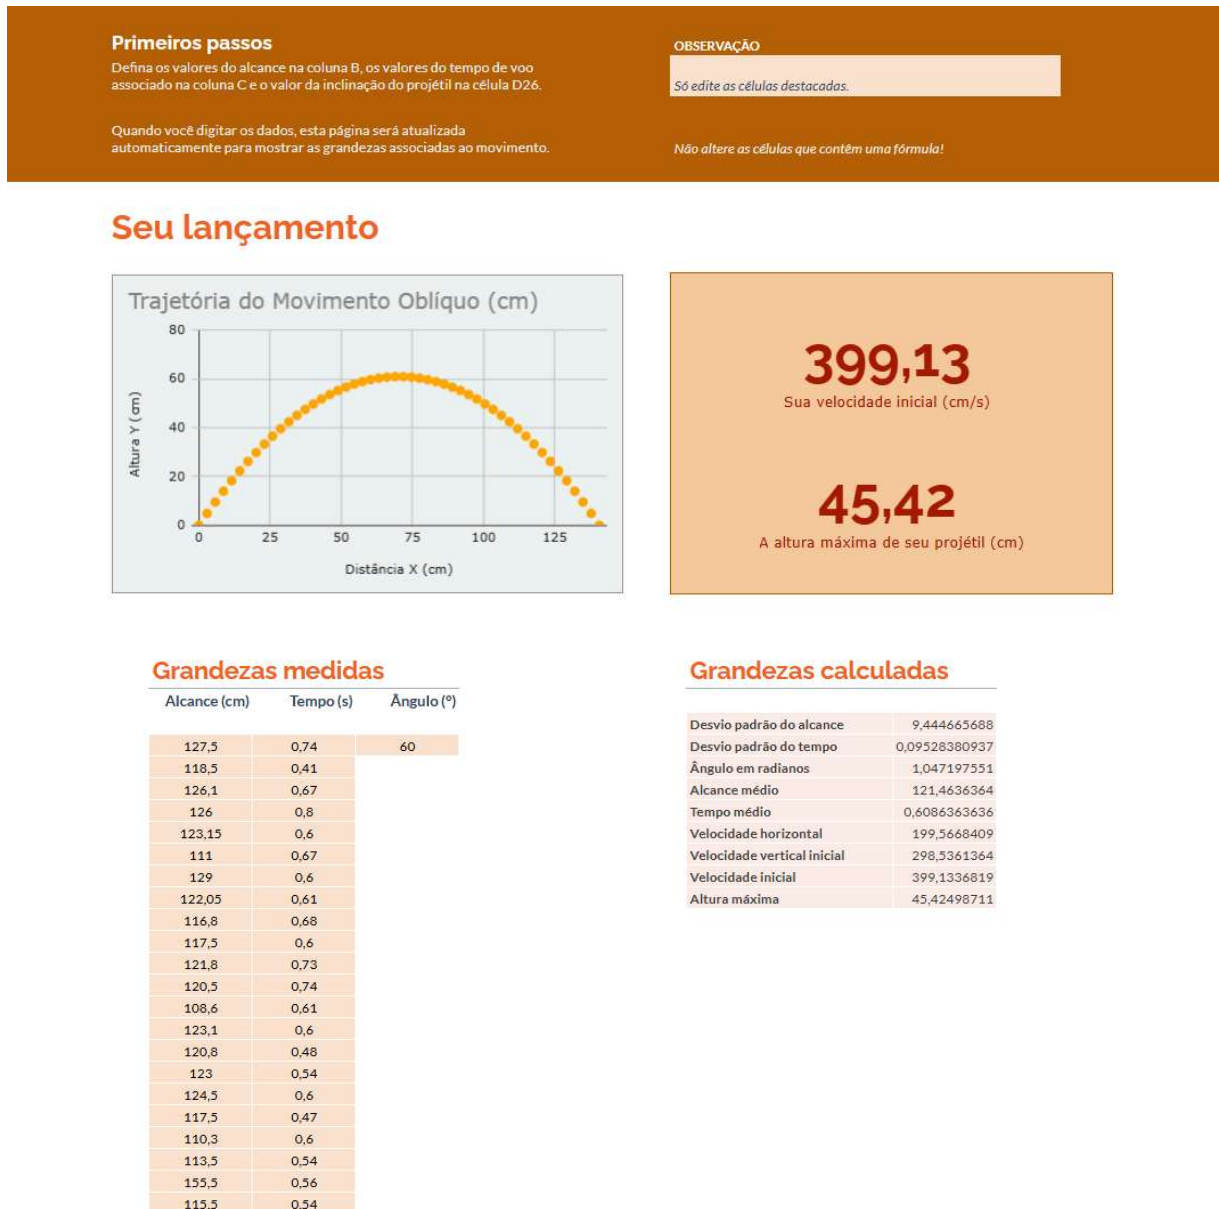 Primeiros passos
Defina os valores do alcance na coluna B, os valores do tempo de voo
associado na coluna C e o valor da inclinação do projétil na célula D26.
Quando você digitar os dados, esta página será atualizada
automaticamente para mostrar as grandezas associadas ao movimento.
OBSERVAÇÃO
Só edite as células destacadas.
Não altere as células que contêm uma fórmula!
Seu lançamento
Trajetória do Movimento Oblíquo (cm)
80
60
40
20
0
Altura Y (cm)
0 25 50 75 100 125
Distância X (cm)
399,13
Sua velocidade inicial (cm/s)
45,42
A altura máxima de seu projétil (cm)
Grandezas medidas
Alcance (cm) Tempo (s) Ângulo (º)
127,5 0,74 60
118,5 0,41
126,1 0,67
126 0,8
123,15 0,6
111 0,67
129 0,6
122,05 0,61
116,8 0,68
117,5 0,6
121,8 0,73
120,5 0,74
108,6 0,61
123,1 0,6
120,8 0,48
123 0,54
124,5 0,6
117,5 0,47
110,3 0,6
113,5 0,54
155,5 0,56
115,5 0,54
Grandezas calculadas
Desvio padrão do alcance 9,444665688
Desvio padrão do tempo 0,09528380937
Ângulo em radianos 1,047197551
Alcance médio 121,4636364
Tempo médio 0,6086363636
Velocidade horizontal 199,5668409
Velocidade vertical inicial 298,5361364
Velocidade inicial 399,1336819
Altura máxima 45,42498711